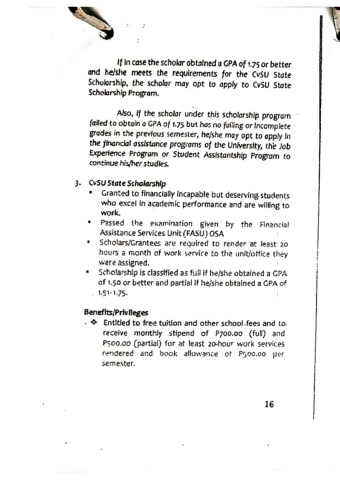 If in case the scholar obtained a GPA of 1.75 or better
and he/she meets the requirements for the CvSU State
Scholarship, the scholar may opt to apply to CvSU State
Scholarship Program.
Also, if the scholar under this scholarship program
failed to obtain a GPA of 1.75 but has no failing or Incomplete
grades in the previous semester, he/she may opt to apply in
the financial assistance programs of the University, the Job
Experience Program or Student Assistantship Program to
continue his/her studies.
3. CvSU State Scholarship
• Granted to financially incapable but deserving students
who excel in academic performance and are willing to
work.
• Passed the examination given by the Financial
Assistance Services Unit (FASU) OSA
• Scholars/Grantees are required to render at least 20
hours a month of work service to the unit/office they
were assigned.
• Scholarship is classified as full if he/she obtained a GPA
of 1.50 or better and partial if he/she obtained a GPA of
1.51-1.75.
Benefits/Privileges
❖ Entitled to free tuition and other school fees and to
receive monthly stipend of P700.00 (full) and
P500.00 (partial) for at least 20-hour work services
rendered and book allowance of P500.00 per
semester.
16